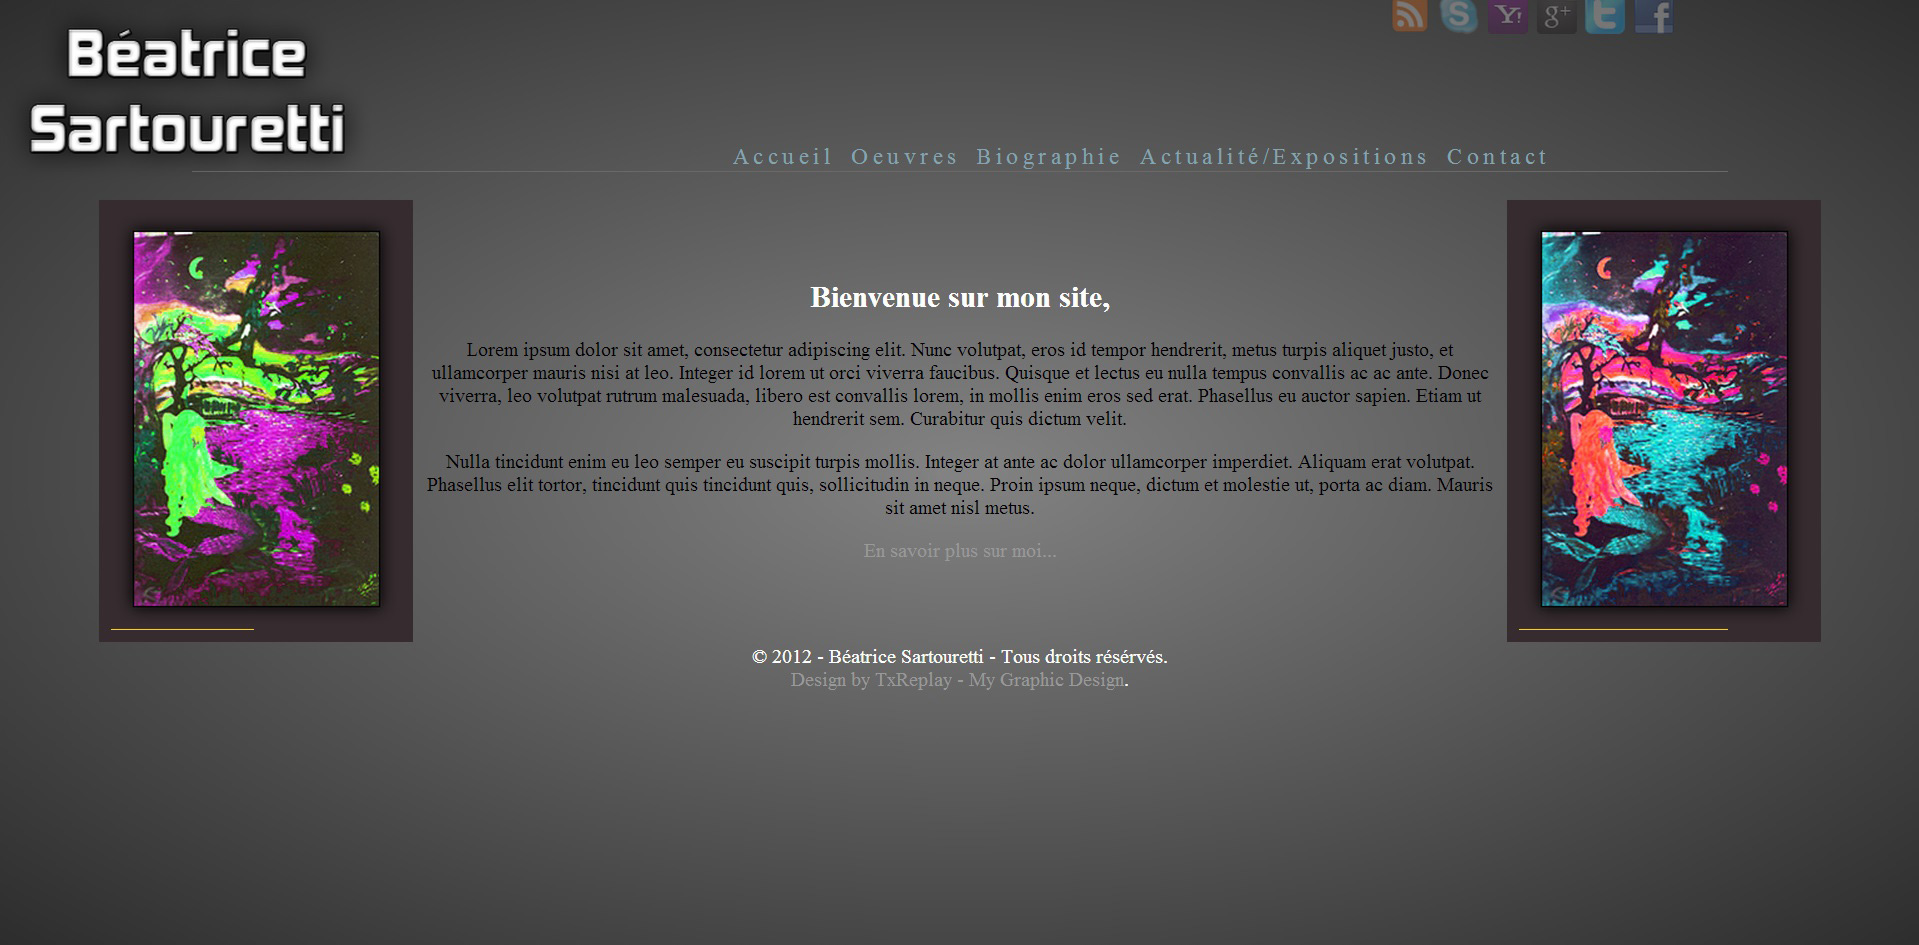 Béatrice
Sartouretti
Y! g+ f
Accueil Oeuvres Biographie Actualité/Expositions Contact
Bienvenue sur mon site,
Lorem ipsum dolor sit amet, consectetur adipiscing elit. Nunc volutpat, eros id tempor hendrerit, metus turpis aliquet justo, et
ullamcorper mauris nisi at leo. Integer id lorem ut orci viverra faucibus. Quisque et lectus eu nulla tempus convallis ac ac ante. Donec
viverra, leo volutpat rutrum malesuada, libero est convallis lorem, in mollis enim eros sed erat. Phasellus eu auctor sapien. Etiam ut
hendrerit sem. Curabitur quis dictum velit.
Nulla tincidunt enim eu leo semper eu suscipit turpis mollis. Integer at ante ac dolor ullamcorper imperdiet. Aliquam erat volutpat.
Phasellus elit tortor, tincidunt quis tincidunt quis, sollicitudin in neque. Proin ipsum neque, dictum et molestie ut, porta ac diam. Mauris
sit amet nisl metus.
En savoir plus sur moi...
© 2012 - Béatrice Sartouretti - Tous droits résérvés.
Design by TxReplay - My Graphic Design.